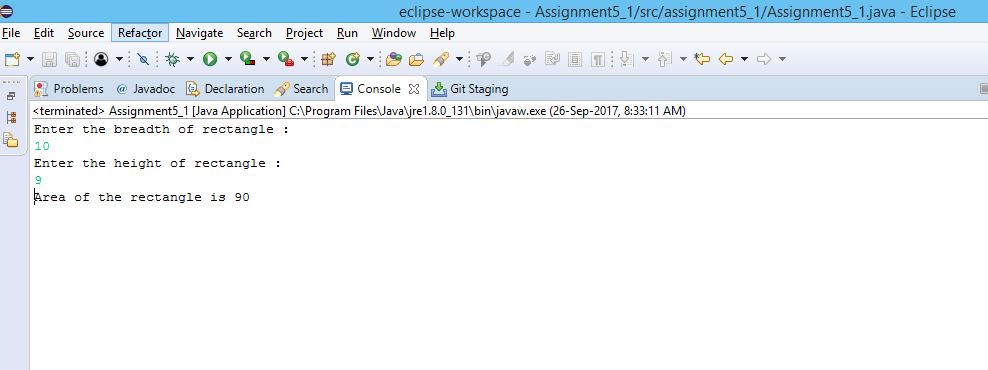 eclipse-workspace - Assignment5_1/src/assignment5_1/Assignment5_1.java - Eclipse
File Edit Source Refactor Navigate Search Project Run Window Help
Problems @ Javadoc Declaration Search Console Git Staging
<terminated> Assignment5_1 [Java Application] C:\Program Files\Java\jre1.8.0_131\bin\javaw.exe (26-Sep-2017, 8:33:11 AM)
Enter the breadth of rectangle :
10
Enter the height of rectangle :
9
Area of the rectangle is 90